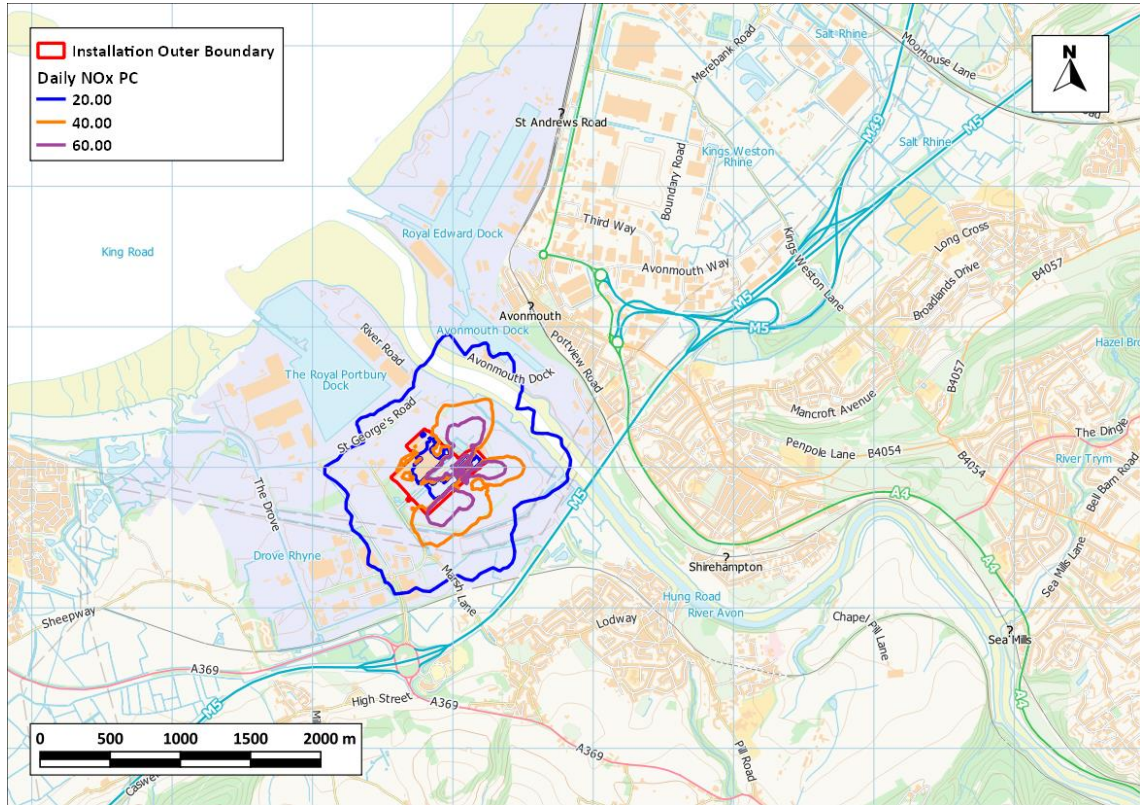 Installation Outer Boundary
Daily NOx PC
20.00
40.00
60.00
N
Merebank Road
Salt Rhine
Moorhouse Lane
M49
M5
?
St Andrews Road
Kings Weston
Rhine
Boundary Road
Salt Rhine
Third Way
Royal Edward Dock
King Road
Avonmouth Way
Kings Weston Lane
Long Cross
Broadlands Drive
B4057
M5
M5
?
Avonmouth
Avonmouth Dock
Portview Road
River Road
Avonmouth Dock
The Royal Portbury
Dock
St George's Road
B4057
Mancroft Avenue
Penpole Lane
B4054
B4054
The Dingle
River Trym
Bell Barn Road
M5
A4
The Drove
Drove Rhyne
Marsh Lane
?
Shirehampton
Hung Road
River Avon
A4
Sea Mills Lane
Sheepway
Lodway
Chapel Pill Lane
?
Sea Mills
A4
A369
High Street
A369
M5
Pill Road
A369
0 500 1000 1500 2000 m